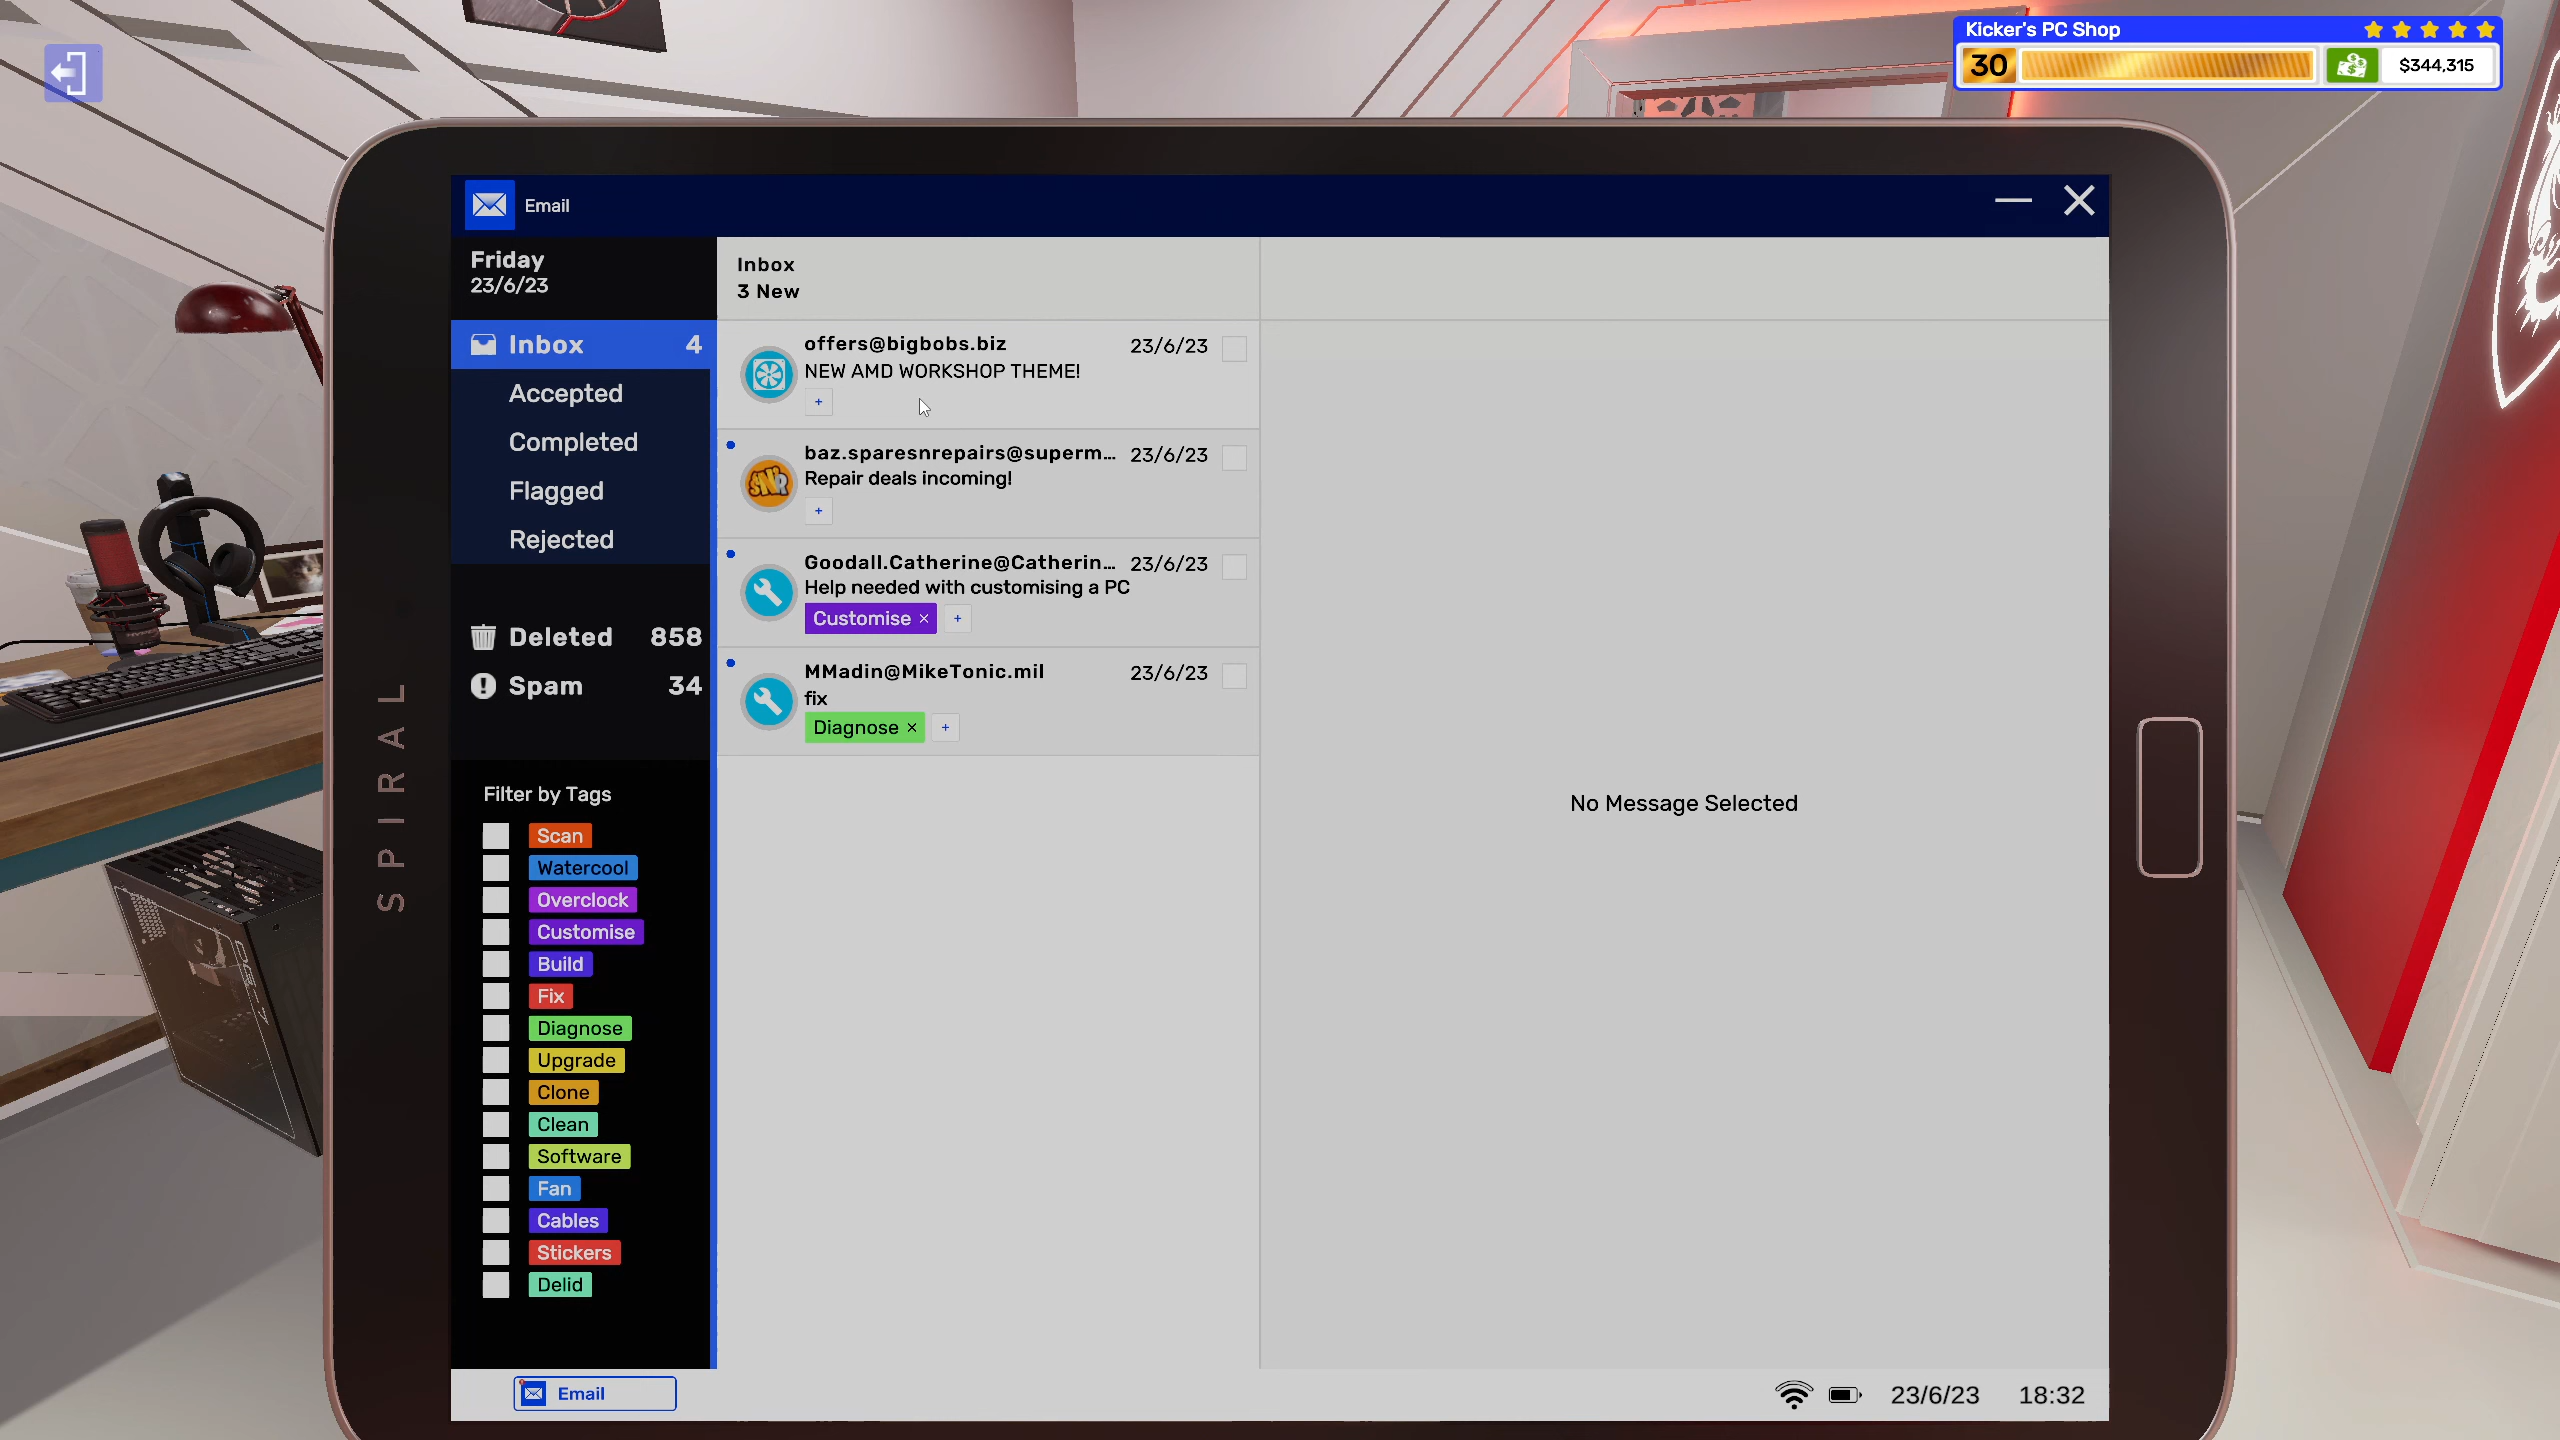 Kicker's PC Shop
30
$344,315
Email
Friday
23/6/23
Inbox 4
Accepted
Completed
Flagged
Rejected
Deleted 858
Spam 34
Filter by Tags
Scan
Watercool
Overclock
Customise
Build
Fix
Diagnose
Upgrade
Clone
Clean
Software
Fan
Cables
Stickers
Delid
Inbox
3 New
offers@bigbobs.biz 23/6/23
NEW AMD WORKSHOP THEME!
+
baz.sparesnrepairs@superm... 23/6/23
SNR
Repair deals incoming!
+
Goodall.Catherine@Catherin... 23/6/23
Help needed with customising a PC
Customise × +
MMadin@MikeTonic.mil 23/6/23
fix
Diagnose × +
No Message Selected
SPIRAL
Email
23/6/23 18:32